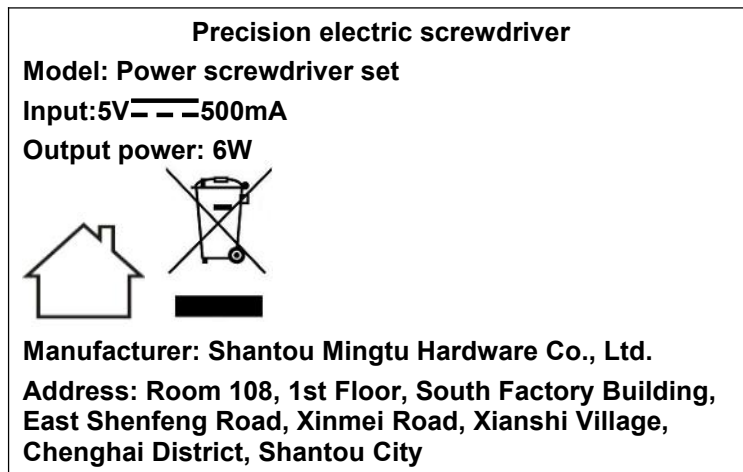 Precision electric screwdriver
Model: Power screwdriver set
Input:5V⎓500mA
Output power: 6W
Manufacturer: Shantou Mingtu Hardware Co., Ltd.
Address: Room 108, 1st Floor, South Factory Building,
East Shenfeng Road, Xinmei Road, Xianshi Village,
Chenghai District, Shantou City